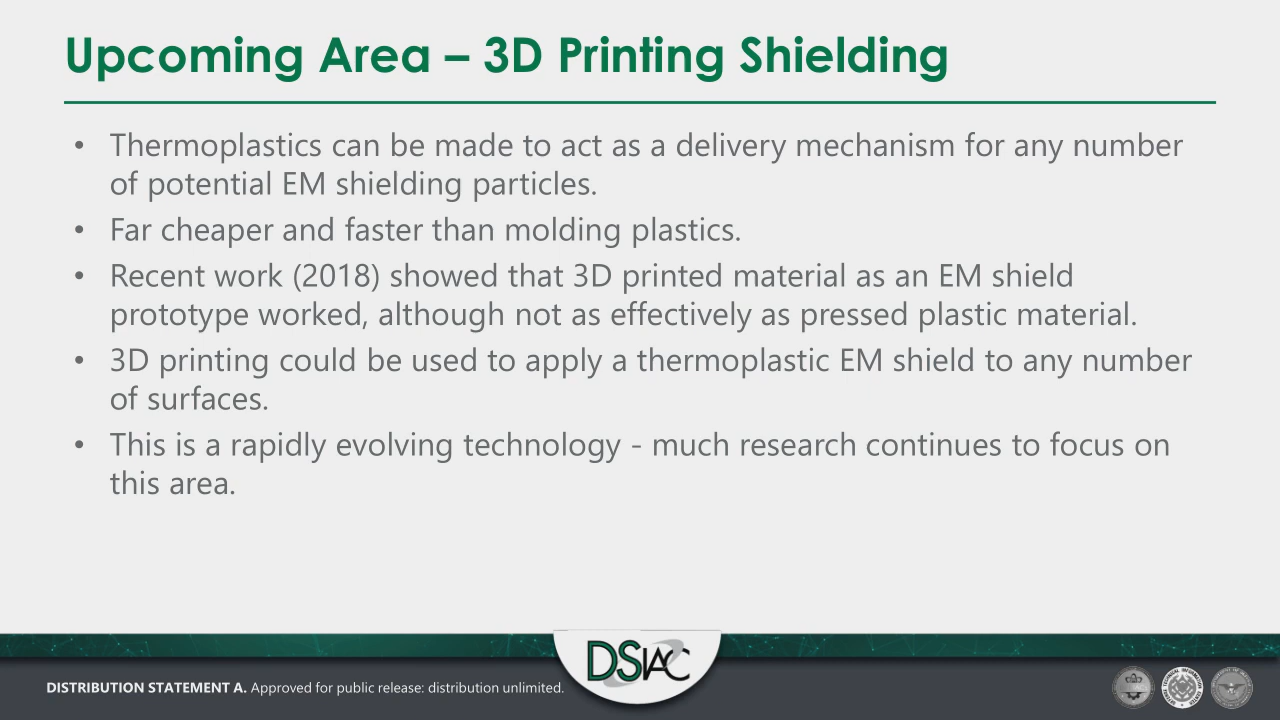 Upcoming Area – 3D Printing Shielding
• Thermoplastics can be made to act as a delivery mechanism for any number
of potential EM shielding particles.
• Far cheaper and faster than molding plastics.
• Recent work (2018) showed that 3D printed material as an EM shield
prototype worked, although not as effectively as pressed plastic material.
• 3D printing could be used to apply a thermoplastic EM shield to any number
of surfaces.
• This is a rapidly evolving technology - much research continues to focus on
this area.
DSIAC
DISTRIBUTION STATEMENT A. Approved for public release: distribution unlimited.